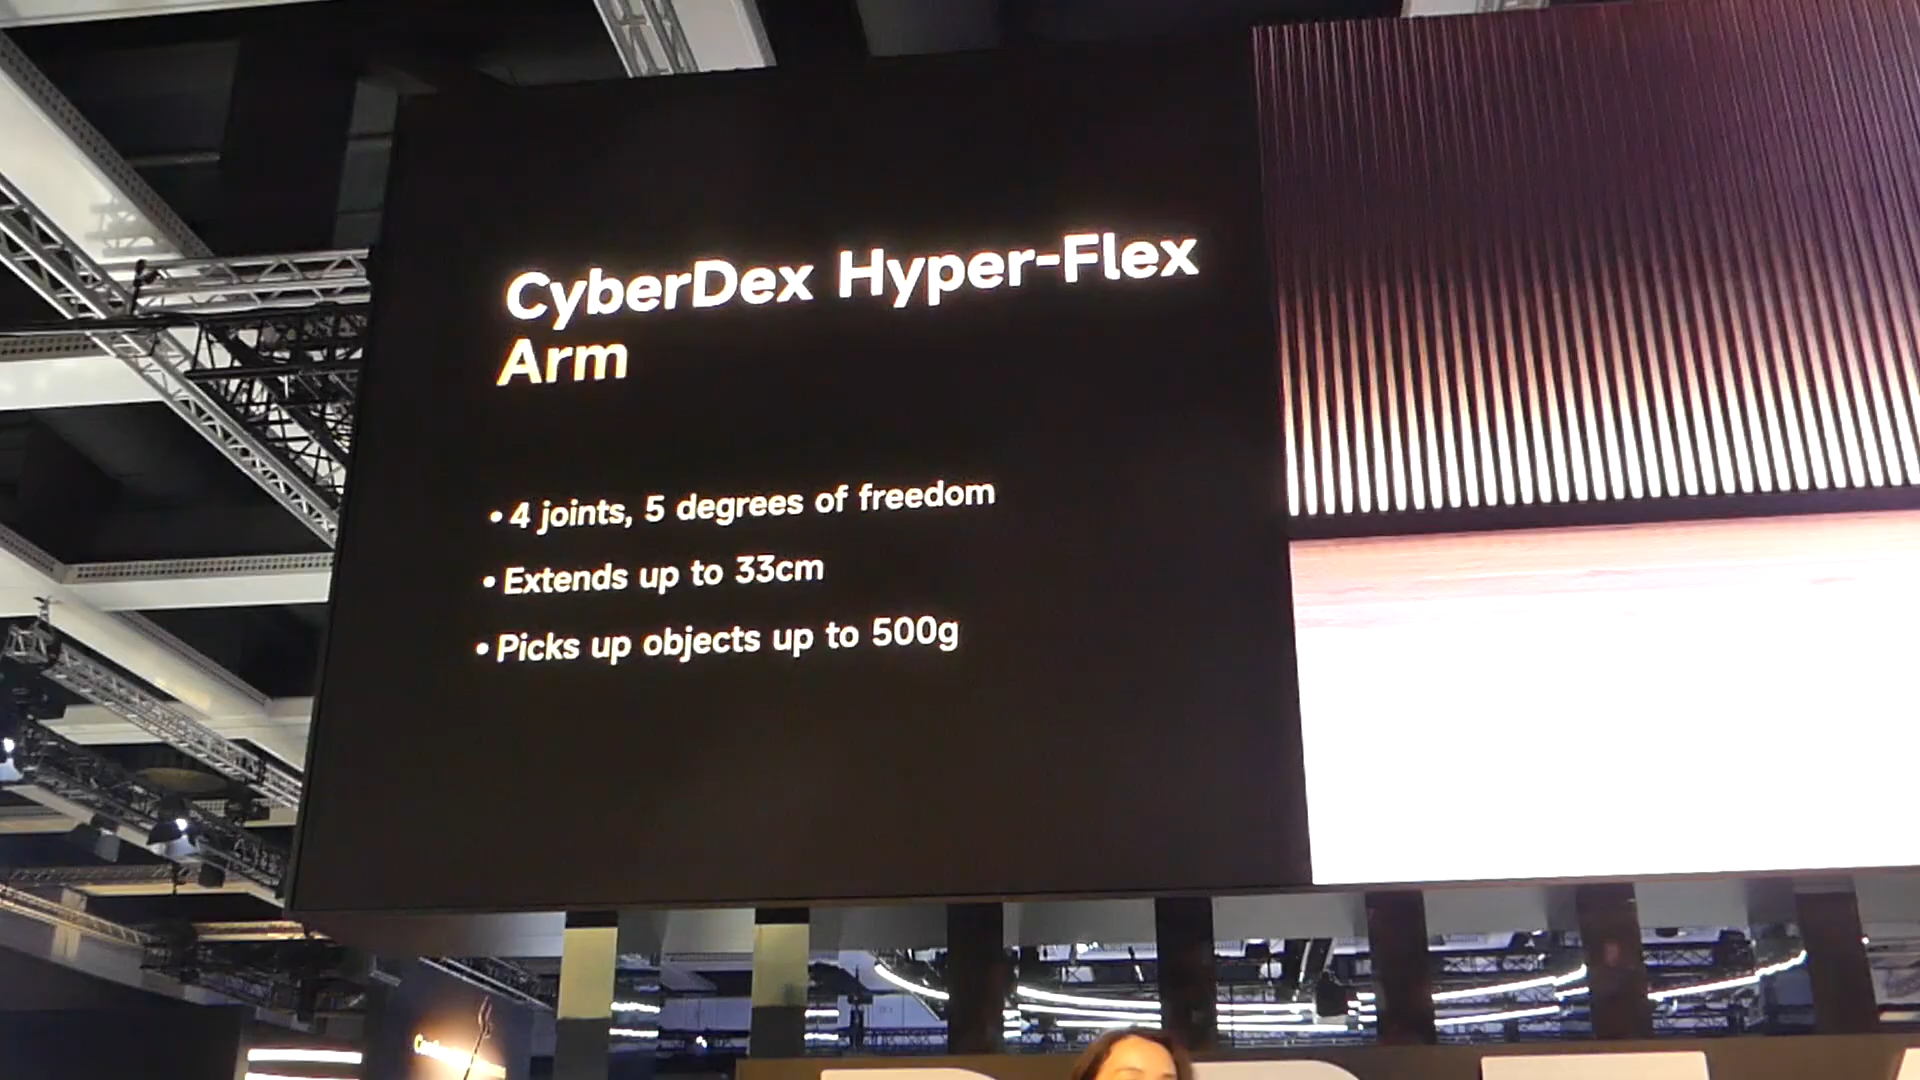 CyberDex Hyper-Flex
Arm
• 4 joints, 5 degrees of freedom
• Extends up to 33cm
• Picks up objects up to 500g